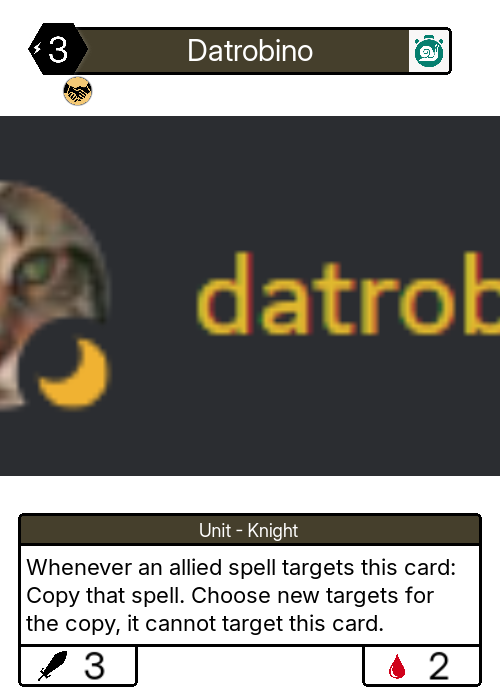 3
Datrobino
datrob
Unit - Knight
Whenever an allied spell targets this card:
Copy that spell. Choose new targets for
the copy, it cannot target this card.
3
2